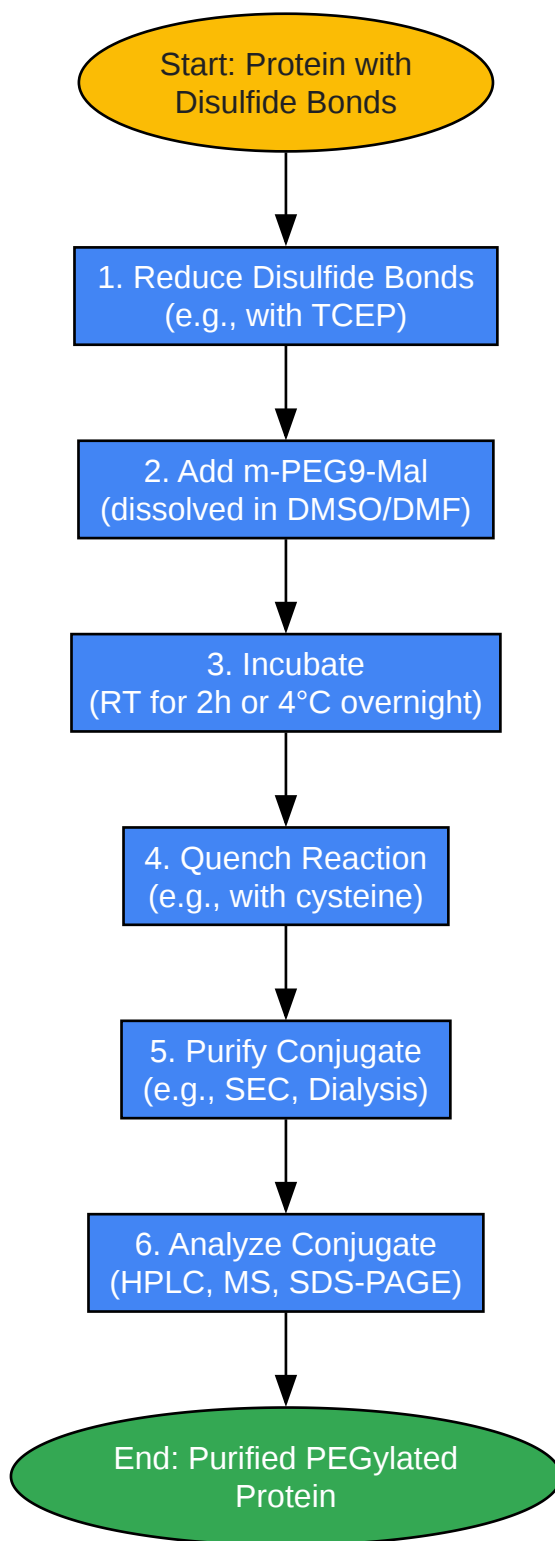 Start: Protein with
Disulfide Bonds
1. Reduce Disulfide Bonds
(e.g., with TCEP)
2. Add m-PEG9-Mal
(dissolved in DMSO/DMF)
3. Incubate
(RT for 2h or 4°C overnight)
4. Quench Reaction
(e.g., with cysteine)
5. Purify Conjugate
(e.g., SEC, Dialysis)
6. Analyze Conjugate
(HPLC, MS, SDS-PAGE)
End: Purified PEGylated
Protein